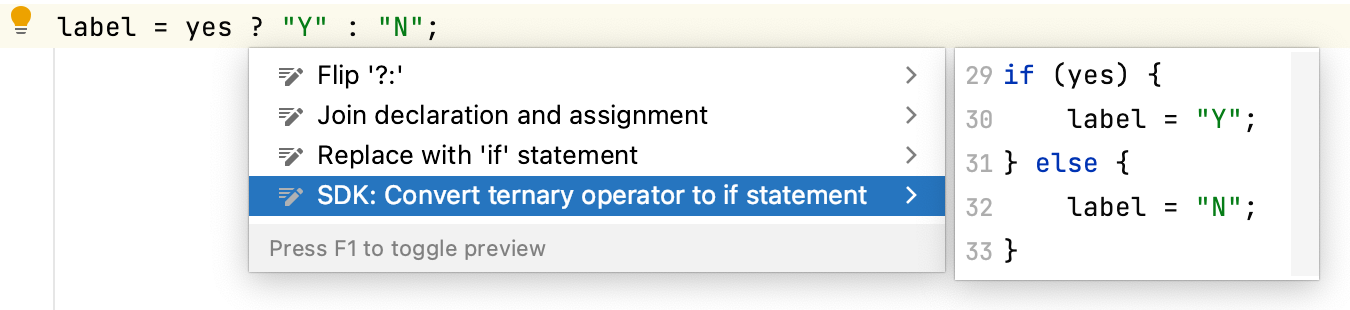 label = yes ? "Y" : "N";
Flip '?:'
Join declaration and assignment
Replace with 'if' statement
SDK: Convert ternary operator to if statement
Press F1 to toggle preview
29 if (yes) {
30     label = "Y";
31 } else {
32     label = "N";
33 }